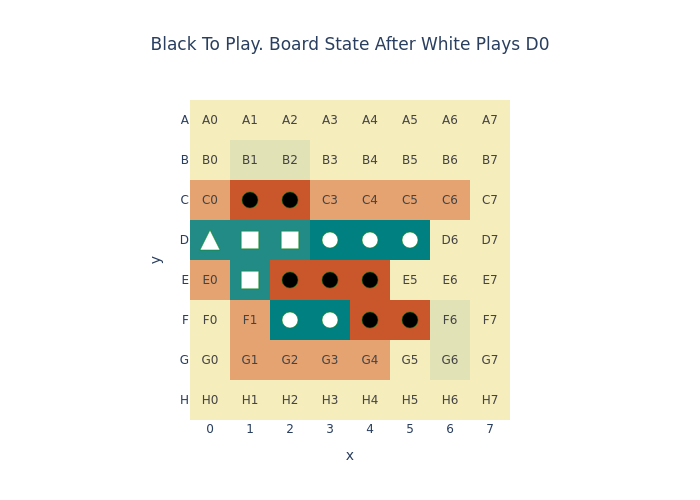 Black To Play. Board State After White Plays D0
A A0 A1 A2 A3 A4 A5 A6 A7
B B0 B1 B2 B3 B4 B5 B6 B7
C C0 C3 C4 C5 C6 C7
D D6 D7
y
E E0 E5 E6 E7
F F0 F1 F6 F7
G G0 G1 G2 G3 G4 G5 G6 G7
H H0 H1 H2 H3 H4 H5 H6 H7
0 1 2 3 4 5 6 7
x